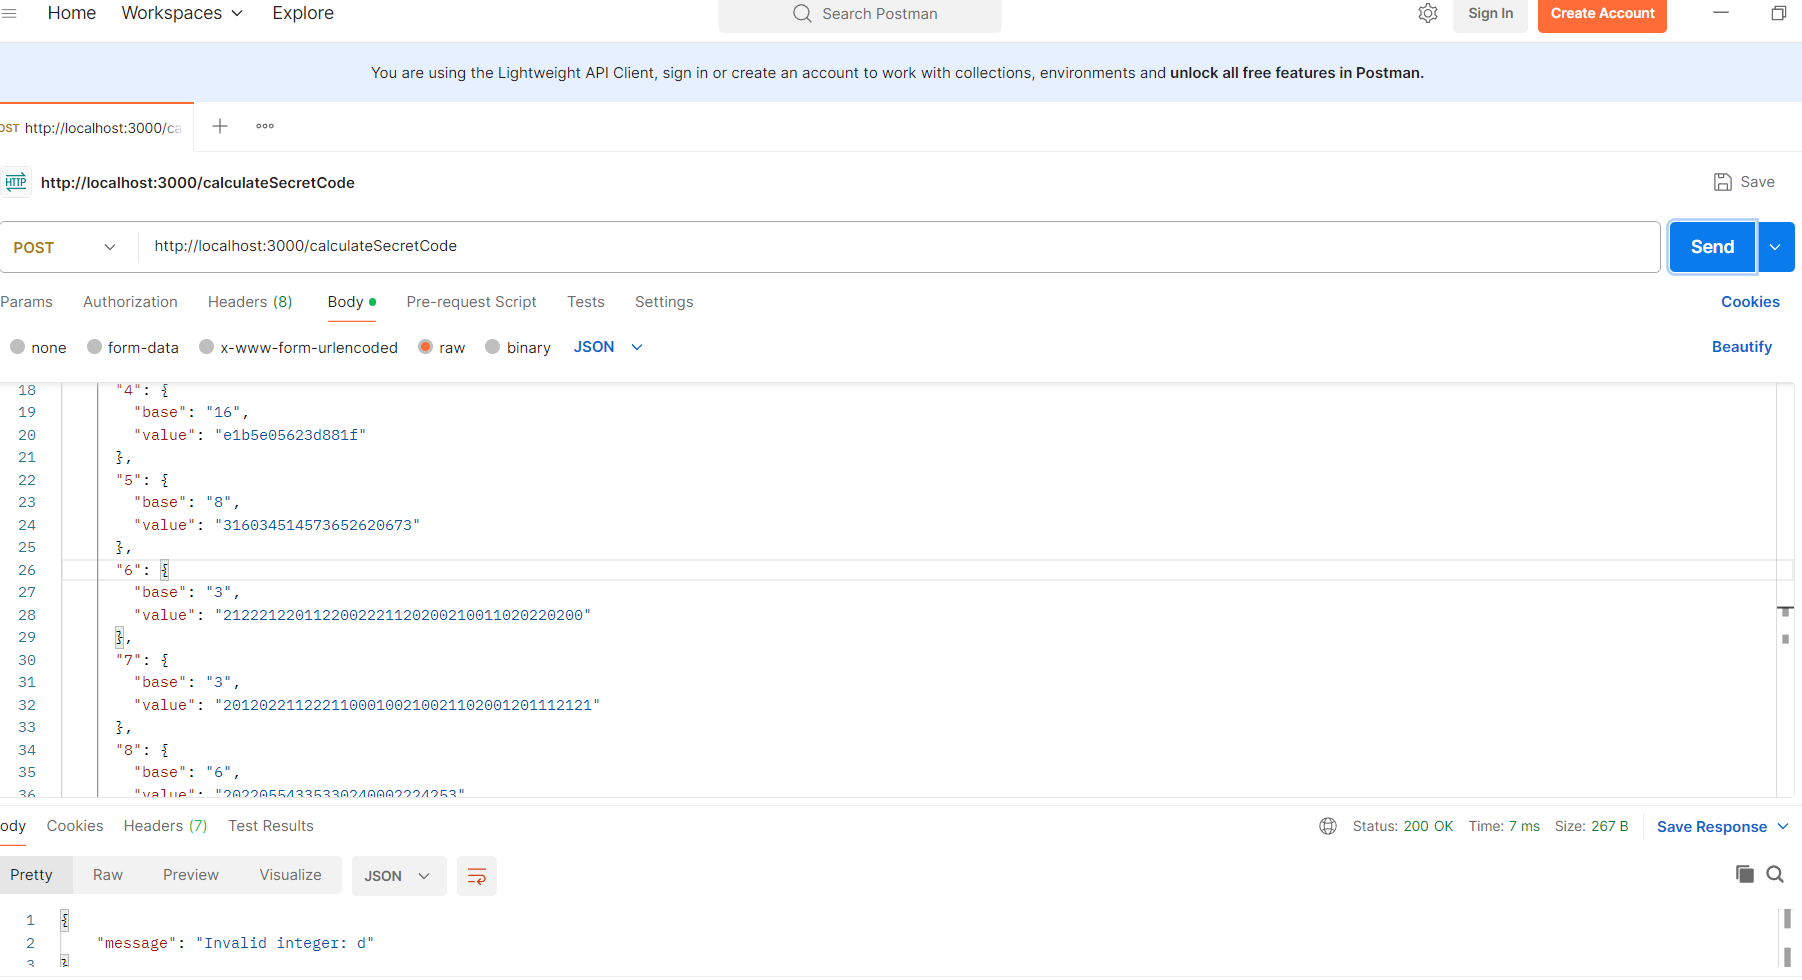 Home Workspaces Explore Search Postman Sign In Create Account
You are using the Lightweight API Client, sign in or create an account to work with collections, environments and unlock all free features in Postman.
OST http://localhost:3000/ca
HTTP http://localhost:3000/calculateSecretCode Save
POST http://localhost:3000/calculateSecretCode Send
Params Authorization Headers (8) Body Pre-request Script Tests Settings Cookies
none form-data x-www-form-urlencoded raw binary JSON Beautify
18 "4": {
19 "base": "16",
20 "value": "e1b5e05623d881f"
21 },
22 "5": {
23 "base": "8",
24 "value": "316034514573652620673"
25 },
26 "6": {
27 "base": "3",
28 "value": "2122212201122002221120200210011020220200"
29 },
30 "7": {
31 "base": "3",
32 "value": "20120221122211000100210021102001201112121"
33 },
34 "8": {
35 "base": "6",
36 "value": "20220554335330240002224253"
ody Cookies Headers (7) Test Results Status: 200 OK Time: 7 ms Size: 267 B Save Response
Pretty Raw Preview Visualize JSON
1 {
2 "message": "Invalid integer: d"
3 }